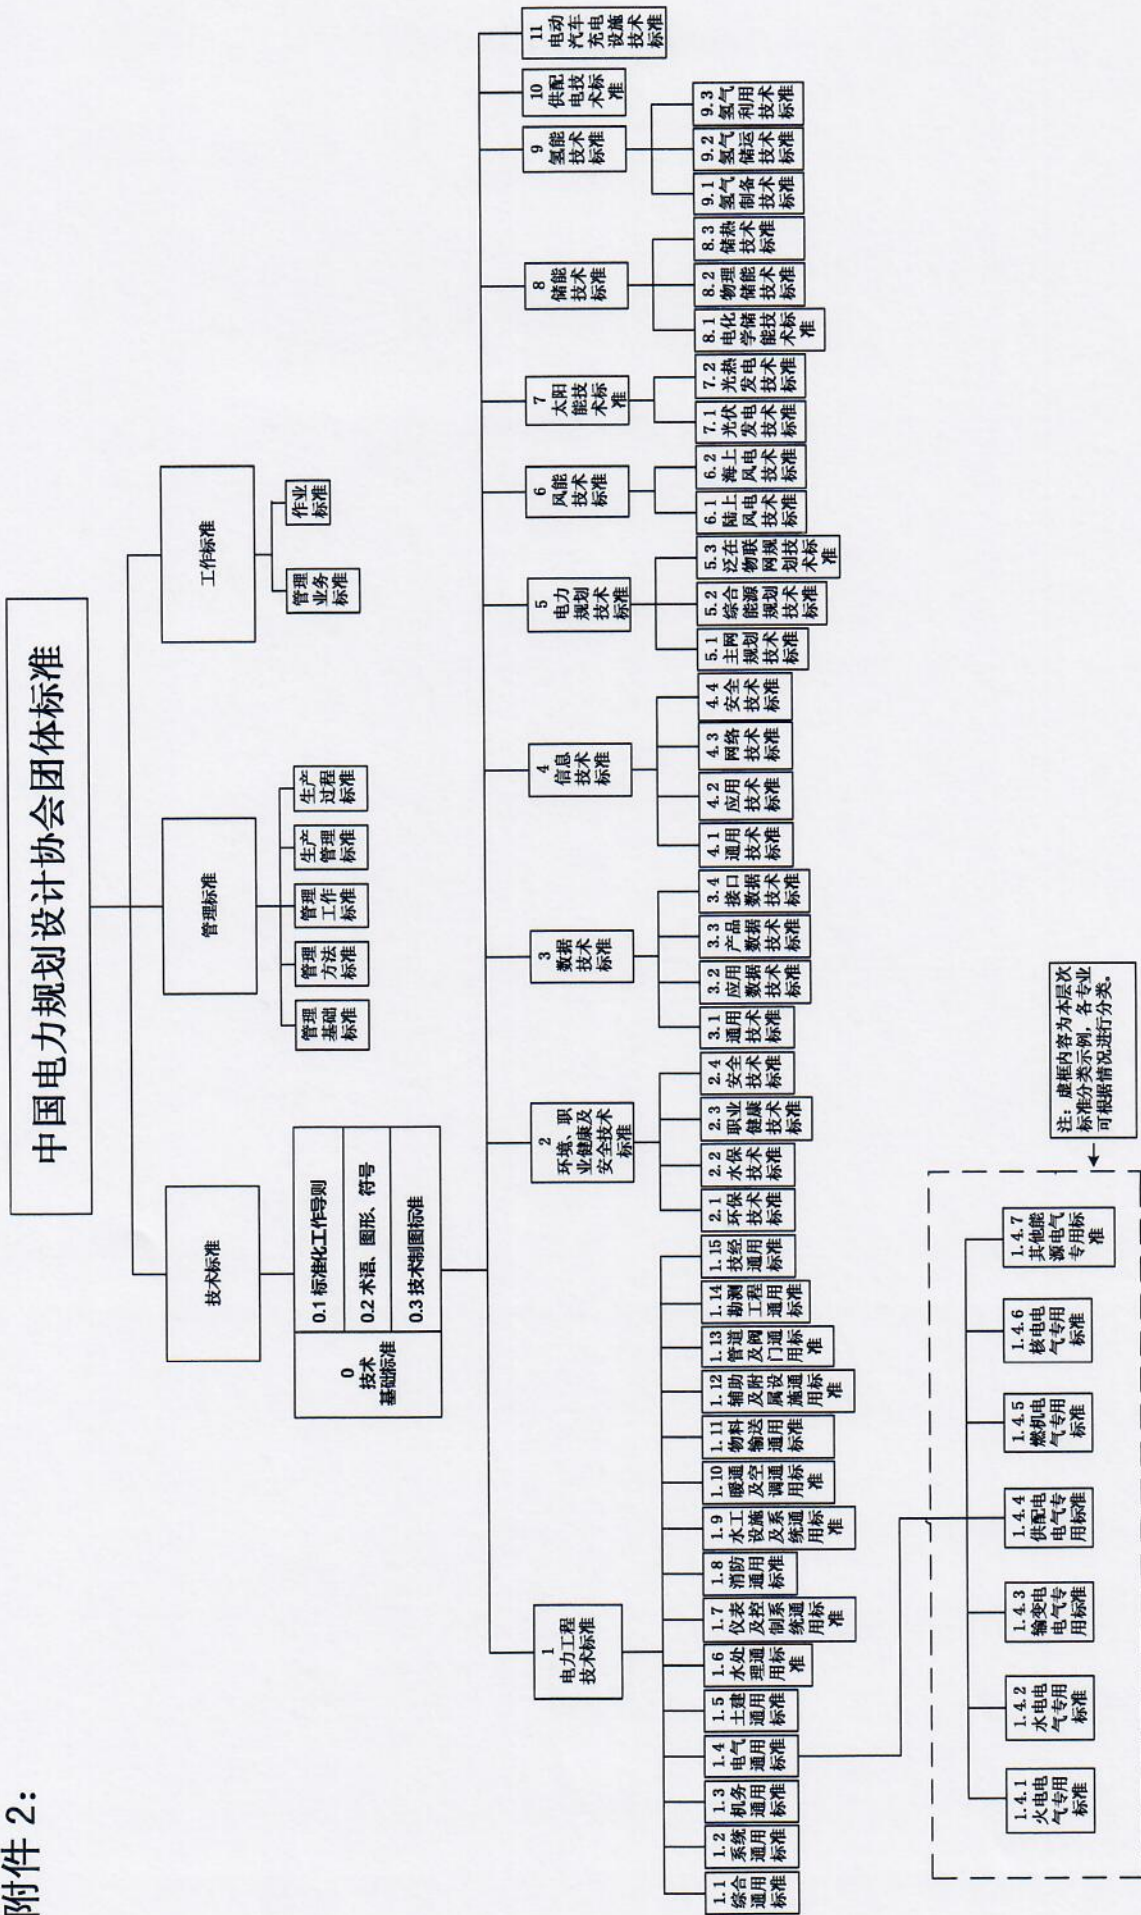 附件 2:
中国电力规划设计协会团体标准
技术标准
管理标准
工作标准
0
技术
基础标准
0.1 标准化工作导则
0.2 术语、图形、符号
0.3 技术制图标准
管理
基础
标准
管理
方法
标准
管理
工作
标准
生产
管理
标准
生产
过程
标准
管理
业务
标准
作业
标准
1
电力工程
技术标准
2
环境、职
业健康及
安全技术
标准
3
数据
技术
标准
4
信息
技术
标准
5
电力
规划
技术
标准
6
风能
技术
标准
7
太阳
能技
术标
准
8
储能
技术
标准
9
氢能
技术
标准
10
供配
电技
术标
准
11
电动
汽车
充电
设施
技术
标准
1.1
综合
通用
标准
1.2
系统
通用
标准
1.3
机务
通用
标准
1.4
电气
通用
标准
1.5
土建
通用
标准
1.6
水处
理通
用标
准
1.7
仪表
及控
制系
统通
用标
准
1.8
消防
通用
标准
1.9
水工
设施
及系
统通
用标
准
1.10
暖通
及空
调通
用标
准
1.11
物料
输送
通用
标准
1.12
辅助
及附
属设
施通
用标
准
1.13
管道
及阀
门通
用标
准
1.14
勘测
工程
通用
标准
1.15
技经
通用
标准
2.1
环保
技术
标准
2.2
水保
技术
标准
2.3
职业
健康
技术
标准
2.4
安全
技术
标准
3.1
通用
技术
标准
3.2
应用
数据
技术
标准
3.3
产品
数据
技术
标准
3.4
接口
数据
技术
标准
4.1
通用
技术
标准
4.2
应用
技术
标准
4.3
网络
技术
标准
4.4
安全
技术
标准
5.1
主网
规划
技术
标准
5.2
综合
能源
规划
技术
标准
5.3
泛在
物联
网规
划技
术标
准
6.1
陆上
风电
技术
标准
6.2
海上
风电
技术
标准
7.1
光伏
发电
技术
标准
7.2
光热
发电
技术
标准
8.1
电化
学储
能技
术标
准
8.2
物理
储能
技术
标准
8.3
储热
技术
标准
9.1
氢气
制备
技术
标准
9.2
氢气
储运
技术
标准
9.3
氢气
利用
技术
标准
1.4.1
火电电
气专用
标准
1.4.2
水电电
气专用
标准
1.4.3
输变电
电气专
用标准
1.4.4
供配电
电气专
用标准
1.4.5
燃机电
气专用
标准
1.4.6
核电电
气专用
标准
1.4.7
其他能
源电气
专用标
准
注：虚框内容为本层次
标准分类示例，各专业
可根据情况进行分类。